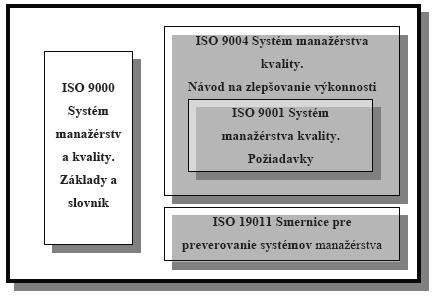 ISO 9000
Systém
manažérstv
a kvality.
Základy a
slovník
ISO 9004 Systém manažérstva
kvality.
Návod na zlepšovanie výkonnosti
ISO 9001 Systém
manažérstva kvality.
Požiadavky
ISO 19011 Smernice pre
preverovanie systémov manažérstva